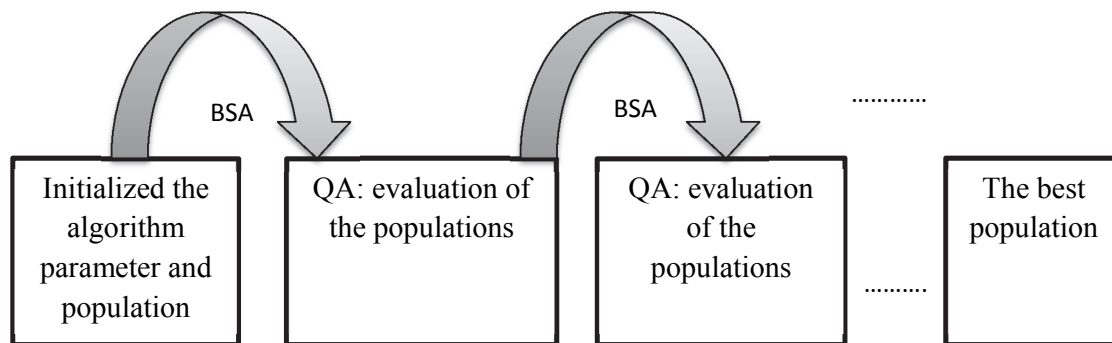 BSA
BSA
…………
Initialized the
algorithm
parameter and
population
QA: evaluation of
the populations
QA: evaluation
of the
populations
……….
The best
population